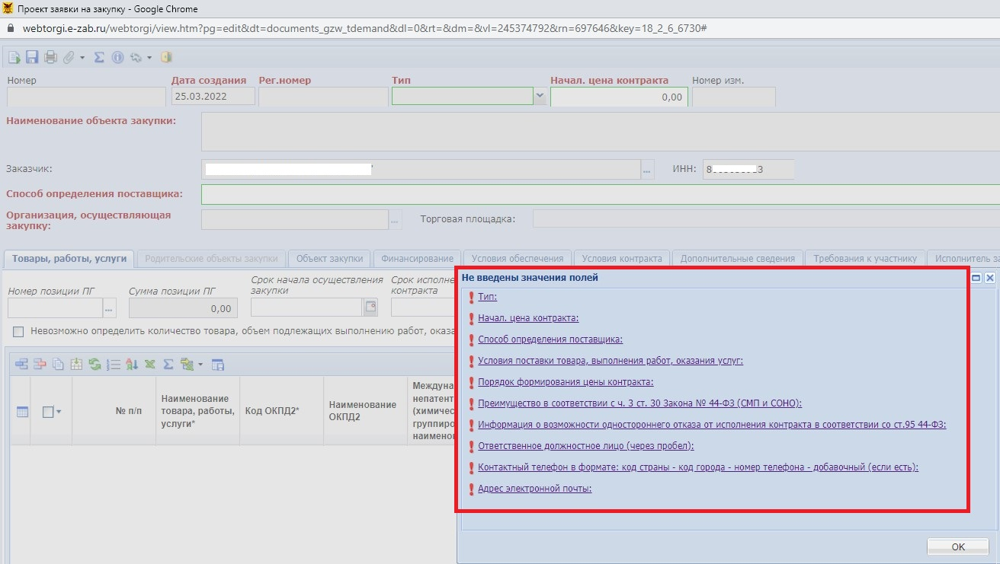 Проект заявки на закупку - Google Chrome
webtorgi.e-zab.ru/webtorgi/view.htm?pg=edit&dt=documents_gzw_tdemand&dl=0&rt=&dm=&vl=245374792&rn=697646&key=18_2_6_6730#
Номер Дата создания Рег.номер Тип Начал. цена контракта Номер изм.
25.03.2022 0,00
Наименование объекта закупки:
Заказчик: ... ИНН: 8 3
Способ определения поставщика:
Организация, осуществляющая
закупку: ... Торговая площадка:
Товары, работы, услуги Родительские объекты закупки Объект закупки Финансирование Условия обеспечения Условия контракта Дополнительные сведения Требования к участнику Исполнитель за
Номер позиции ПГ Сумма позиции ПГ Срок начала осуществления
закупки Срок исполне
контракта
... 0,00
Невозможно определить количество товара, объем подлежащих выполнению работ, оказа
№ п/п
Наименование
товара, работы,
услуги*
Код ОКПД2*
Наименование
ОКПД2
Междуна
непатент
(химичес
группиро
наимено
Не введены значения полей
Тип:
Начал. цена контракта:
Способ определения поставщика:
Условия поставки товара, выполнения работ, оказания услуг:
Порядок формирования цены контракта:
Преимущество в соответствии с ч. 3 ст. 30 Закона № 44-ФЗ (СМП и СОНО):
Информация о возможности одностороннего отказа от исполнения контракта в соответствии со ст.95 44-ФЗ:
Ответственное должностное лицо (через пробел):
Контактный телефон в формате: код страны - код города - номер телефона - добавочный (если есть):
Адрес электронной почты:
OK